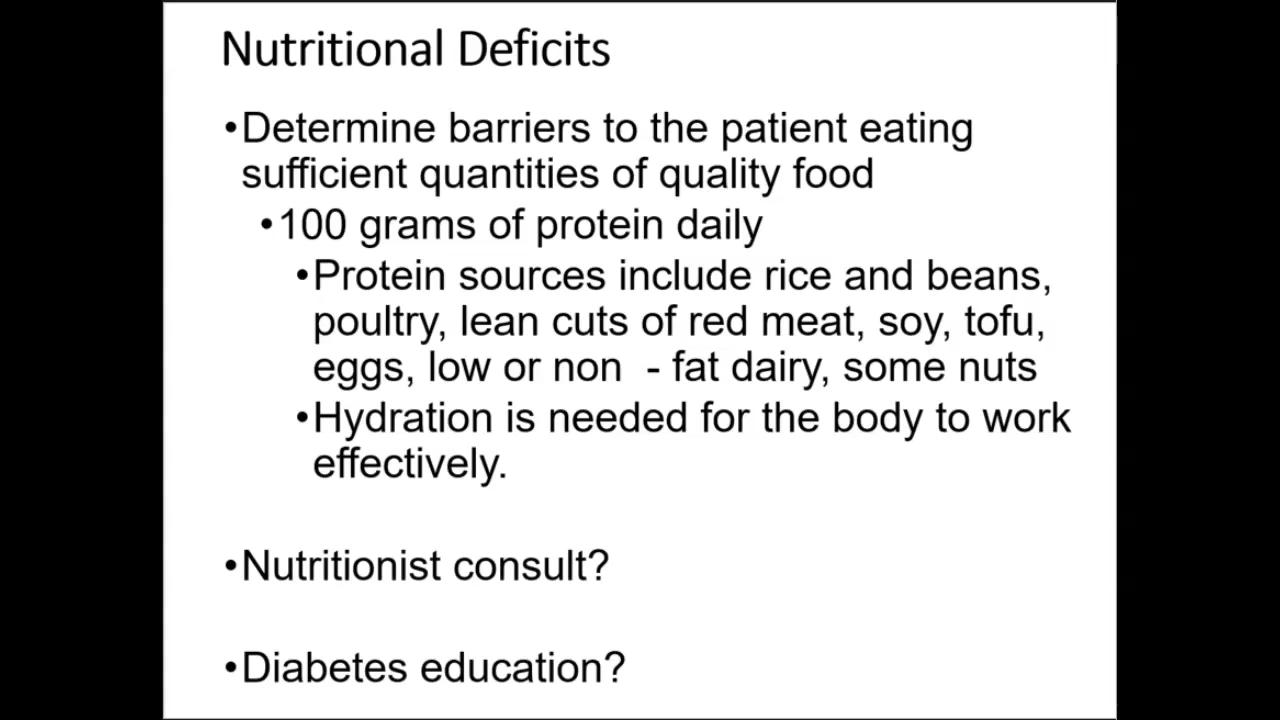 Nutritional Deficits
•Determine barriers to the patient eating
sufficient quantities of quality food
•100 grams of protein daily
•Protein sources include rice and beans,
poultry, lean cuts of red meat, soy, tofu,
eggs, low or non - fat dairy, some nuts
•Hydration is needed for the body to work
effectively.
•Nutritionist consult?
•Diabetes education?